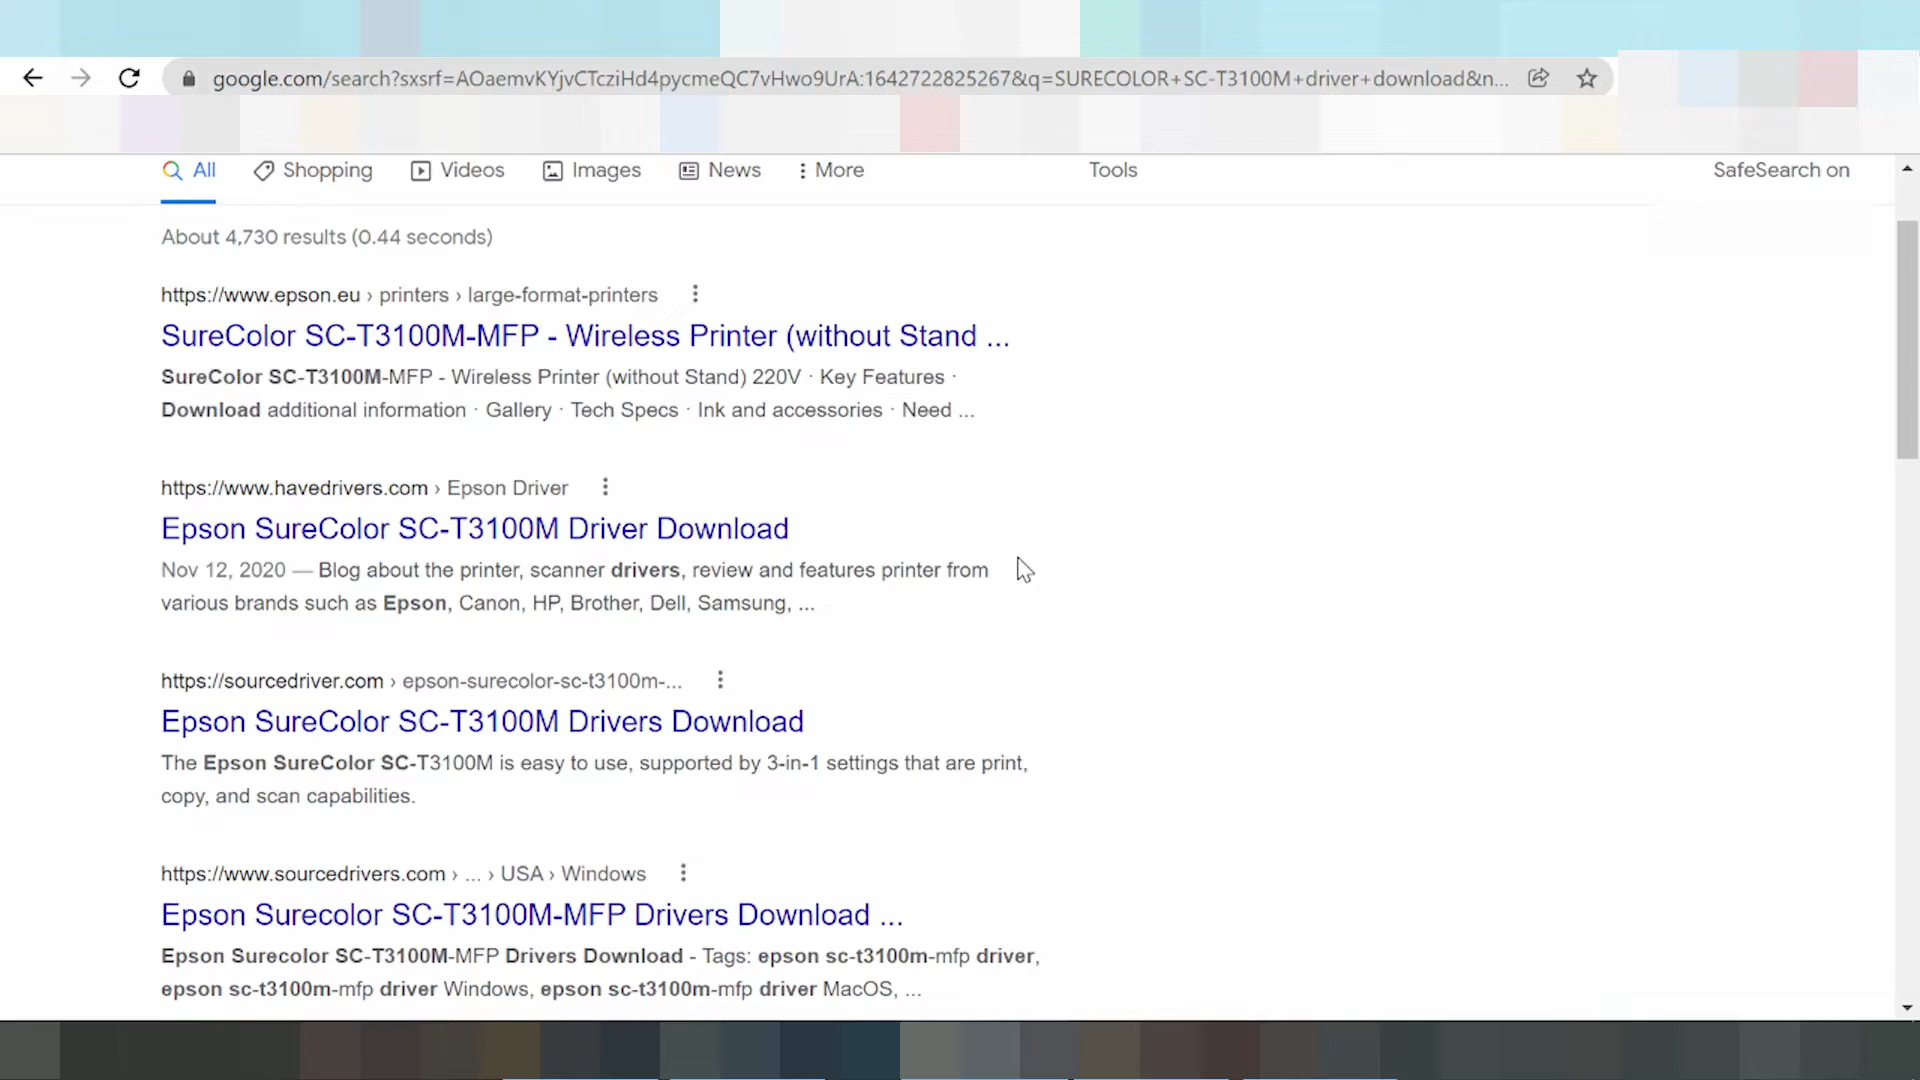 google.com/search?sxsrf=AOaemvKYjvCTcziHd4pycmeQC7vHwo9UrA:1642722825267&q=SURECOLOR+SC-T3100M+driver+download&n...
All Shopping Videos Images News More Tools SafeSearch on
About 4,730 results (0.44 seconds)
https://www.epson.eu › printers › large-format-printers
SureColor SC-T3100M-MFP - Wireless Printer (without Stand ...
SureColor SC-T3100M-MFP - Wireless Printer (without Stand) 220V · Key Features ·
Download additional information · Gallery · Tech Specs · Ink and accessories · Need ...
https://www.havedrivers.com › Epson Driver
Epson SureColor SC-T3100M Driver Download
Nov 12, 2020 — Blog about the printer, scanner drivers, review and features printer from
various brands such as Epson, Canon, HP, Brother, Dell, Samsung, ...
https://sourcedriver.com › epson-surecolor-sc-t3100m-...
Epson SureColor SC-T3100M Drivers Download
The Epson SureColor SC-T3100M is easy to use, supported by 3-in-1 settings that are print,
copy, and scan capabilities.
https://www.sourcedrivers.com › ... › USA › Windows
Epson Surecolor SC-T3100M-MFP Drivers Download ...
Epson Surecolor SC-T3100M-MFP Drivers Download - Tags: epson sc-t3100m-mfp driver,
epson sc-t3100m-mfp driver Windows, epson sc-t3100m-mfp driver MacOS, ...